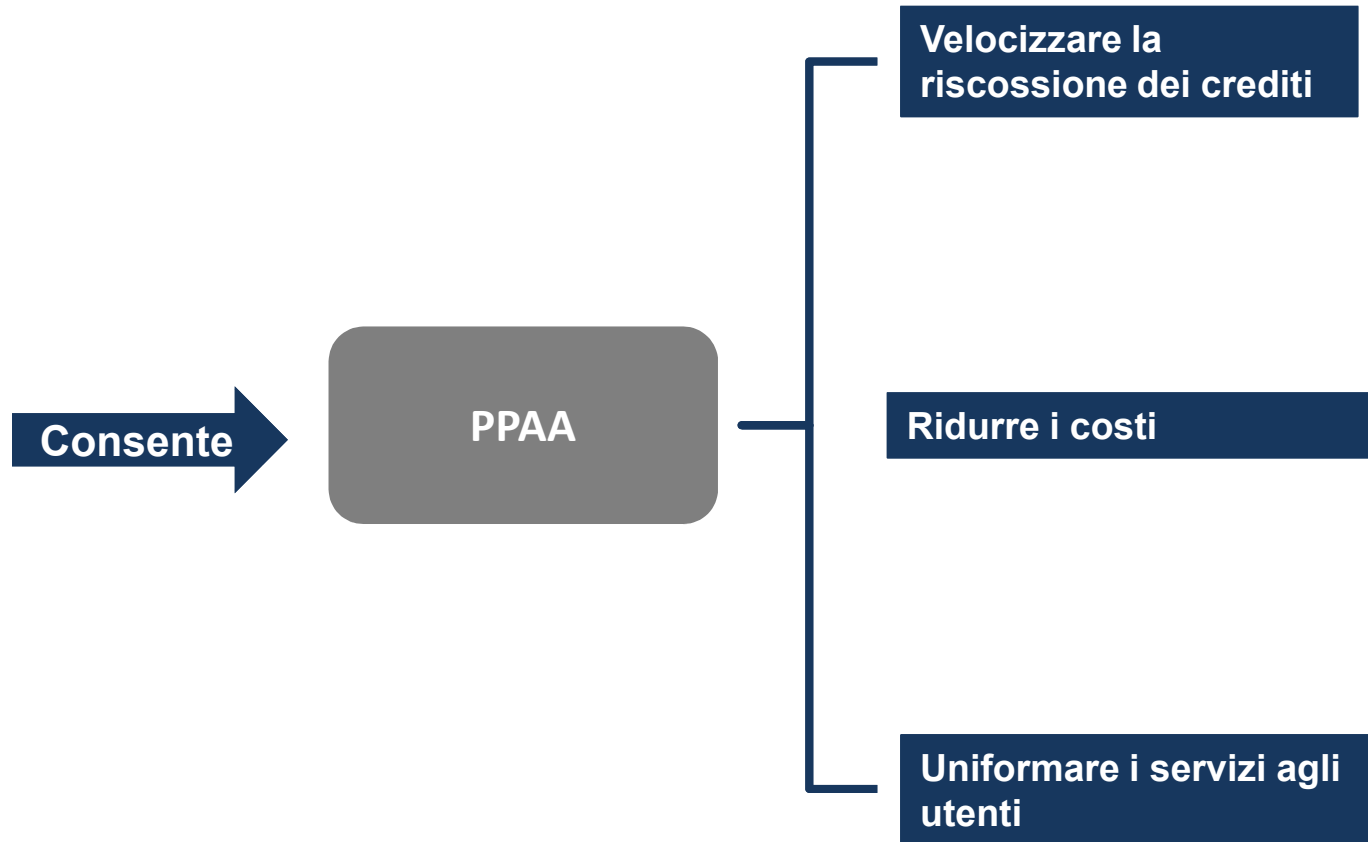 Velocizzare la
riscossione dei crediti
Consente
PPAA
Ridurre i costi
Uniformare i servizi agli
utenti